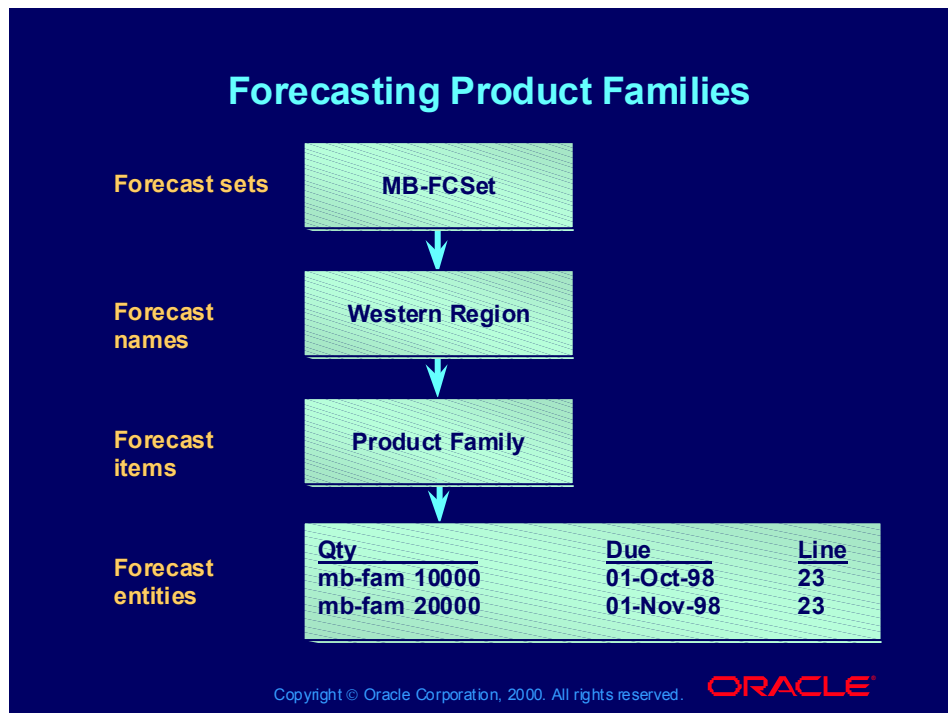 Forecasting Product Families
Forecast sets
MB-FCSet
Forecast
names
Western Region
Forecast
items
Product Family
Forecast
entities
Qty Due Line
mb-fam 10000 01-Oct-98 23
mb-fam 20000 01-Nov-98 23
Copyright © Oracle Corporation, 2000. All rights reserved.
ORACLE®